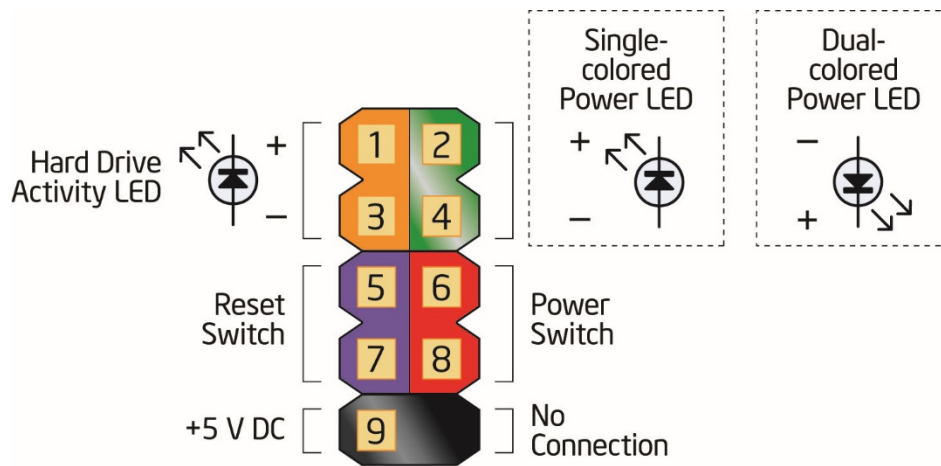 Single-
colored
Power LED
Dual-
colored
Power LED
Hard Drive
Activity LED
+
−
1 2
3 4
+
−
−
+
Reset
Switch
5 6
7 8
Power
Switch
+5 V DC
9
No
Connection